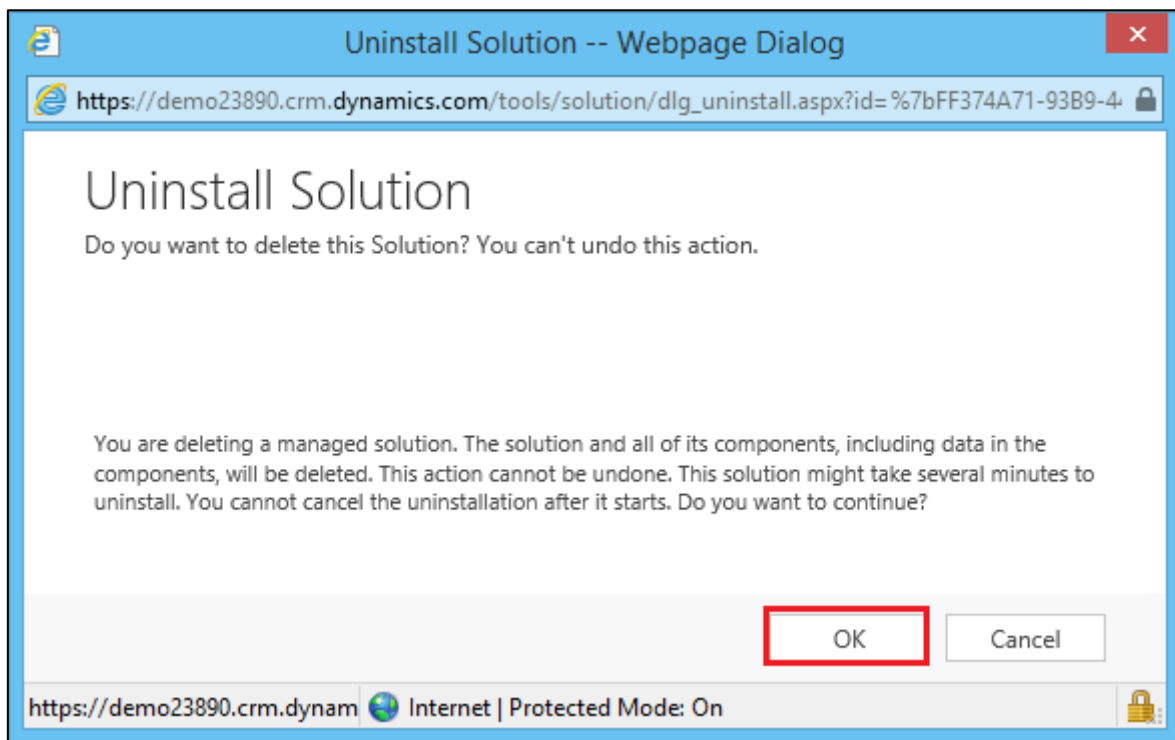 Uninstall Solution -- Webpage Dialog
https://demo23890.crm.dynamics.com/tools/solution/dlg_uninstall.aspx?id=%7bFF374A71-93B9-4
Uninstall Solution
Do you want to delete this Solution? You can't undo this action.
You are deleting a managed solution. The solution and all of its components, including data in the
components, will be deleted. This action cannot be undone. This solution might take several minutes to
uninstall. You cannot cancel the uninstallation after it starts. Do you want to continue?
OK Cancel
https://demo23890.crm.dynam Internet | Protected Mode: On